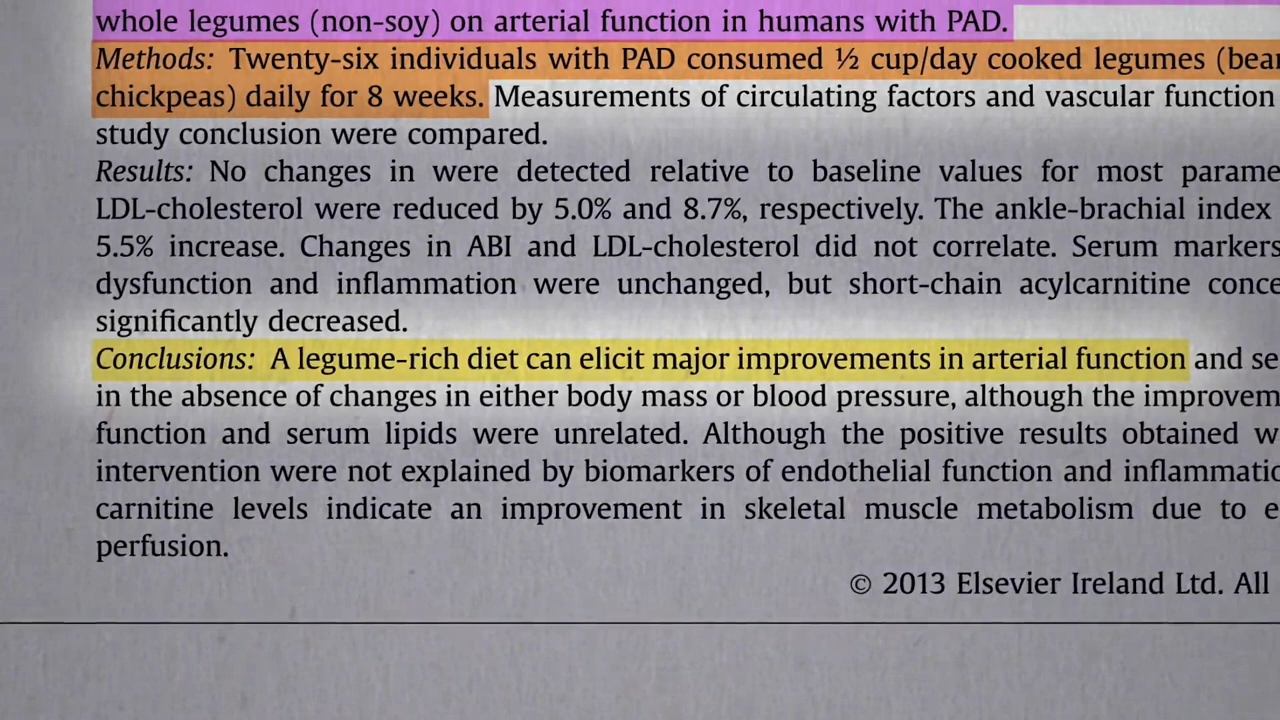 whole legumes (non-soy) on arterial function in humans with PAD.
Methods: Twenty-six individuals with PAD consumed ½ cup/day cooked legumes (bean
chickpeas) daily for 8 weeks. Measurements of circulating factors and vascular function
study conclusion were compared.
Results: No changes in were detected relative to baseline values for most parame
LDL-cholesterol were reduced by 5.0% and 8.7%, respectively. The ankle-brachial index
5.5% increase. Changes in ABI and LDL-cholesterol did not correlate. Serum markers
dysfunction and inflammation were unchanged, but short-chain acylcarnitine conce
significantly decreased.
Conclusions: A legume-rich diet can elicit major improvements in arterial function and se
in the absence of changes in either body mass or blood pressure, although the improvem
function and serum lipids were unrelated. Although the positive results obtained w
intervention were not explained by biomarkers of endothelial function and inflammatio
carnitine levels indicate an improvement in skeletal muscle metabolism due to e
perfusion.
© 2013 Elsevier Ireland Ltd. All